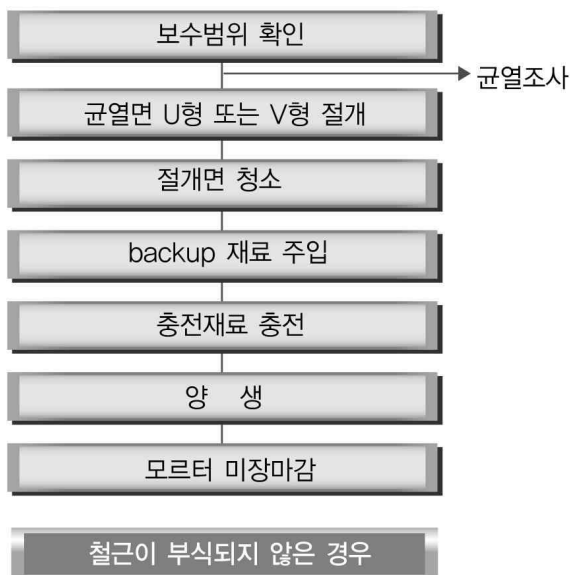 보수범위 확인
균열조사
균열면 U형 또는 V형 절개
절개면 청소
backup 재료 주입
충전재료 충전
양 생
모르터 미장마감
철근이 부식되지 않은 경우